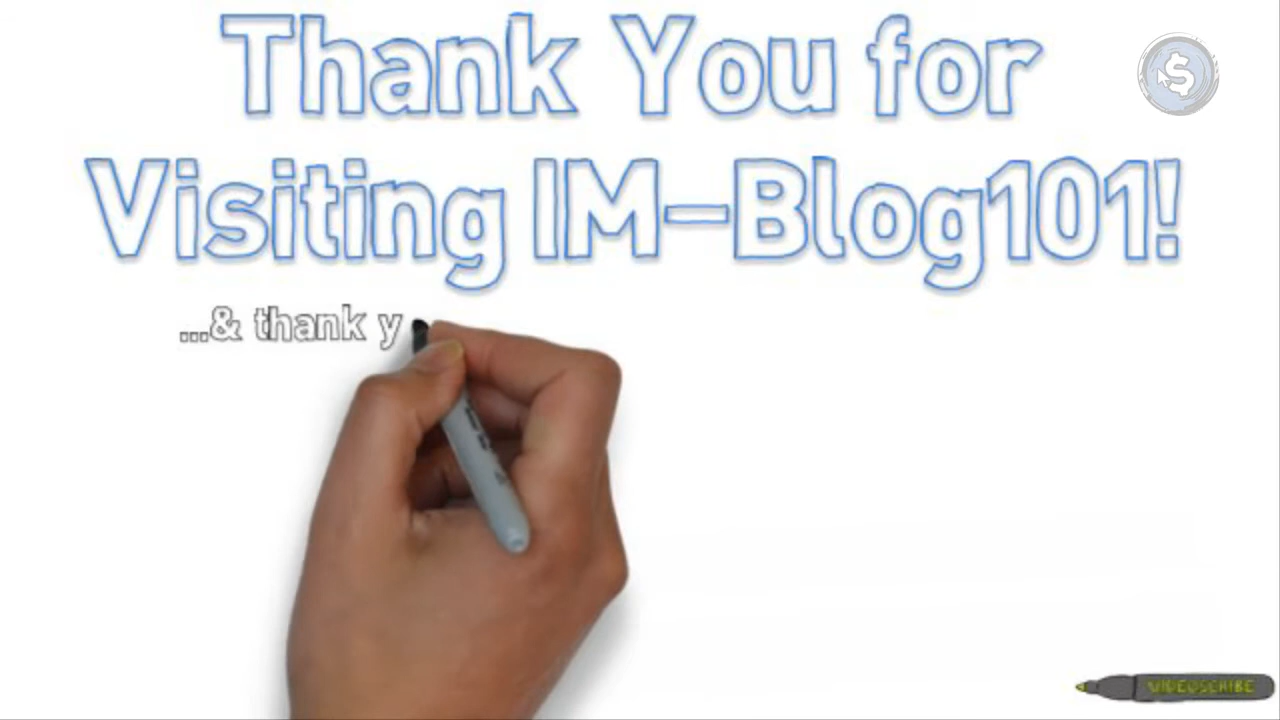 Thank You for
Visiting IM-Blog101!
...& thank y
$
VIDEOSCRIBE